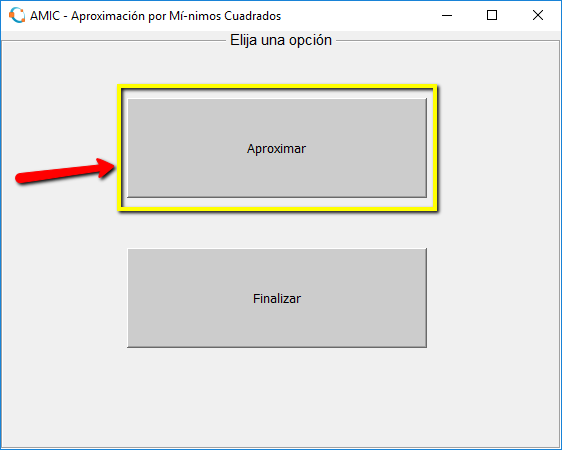 AMIC - Aproximación por Mí-nimos Cuadrados
Elija una opción
Aproximar
Finalizar